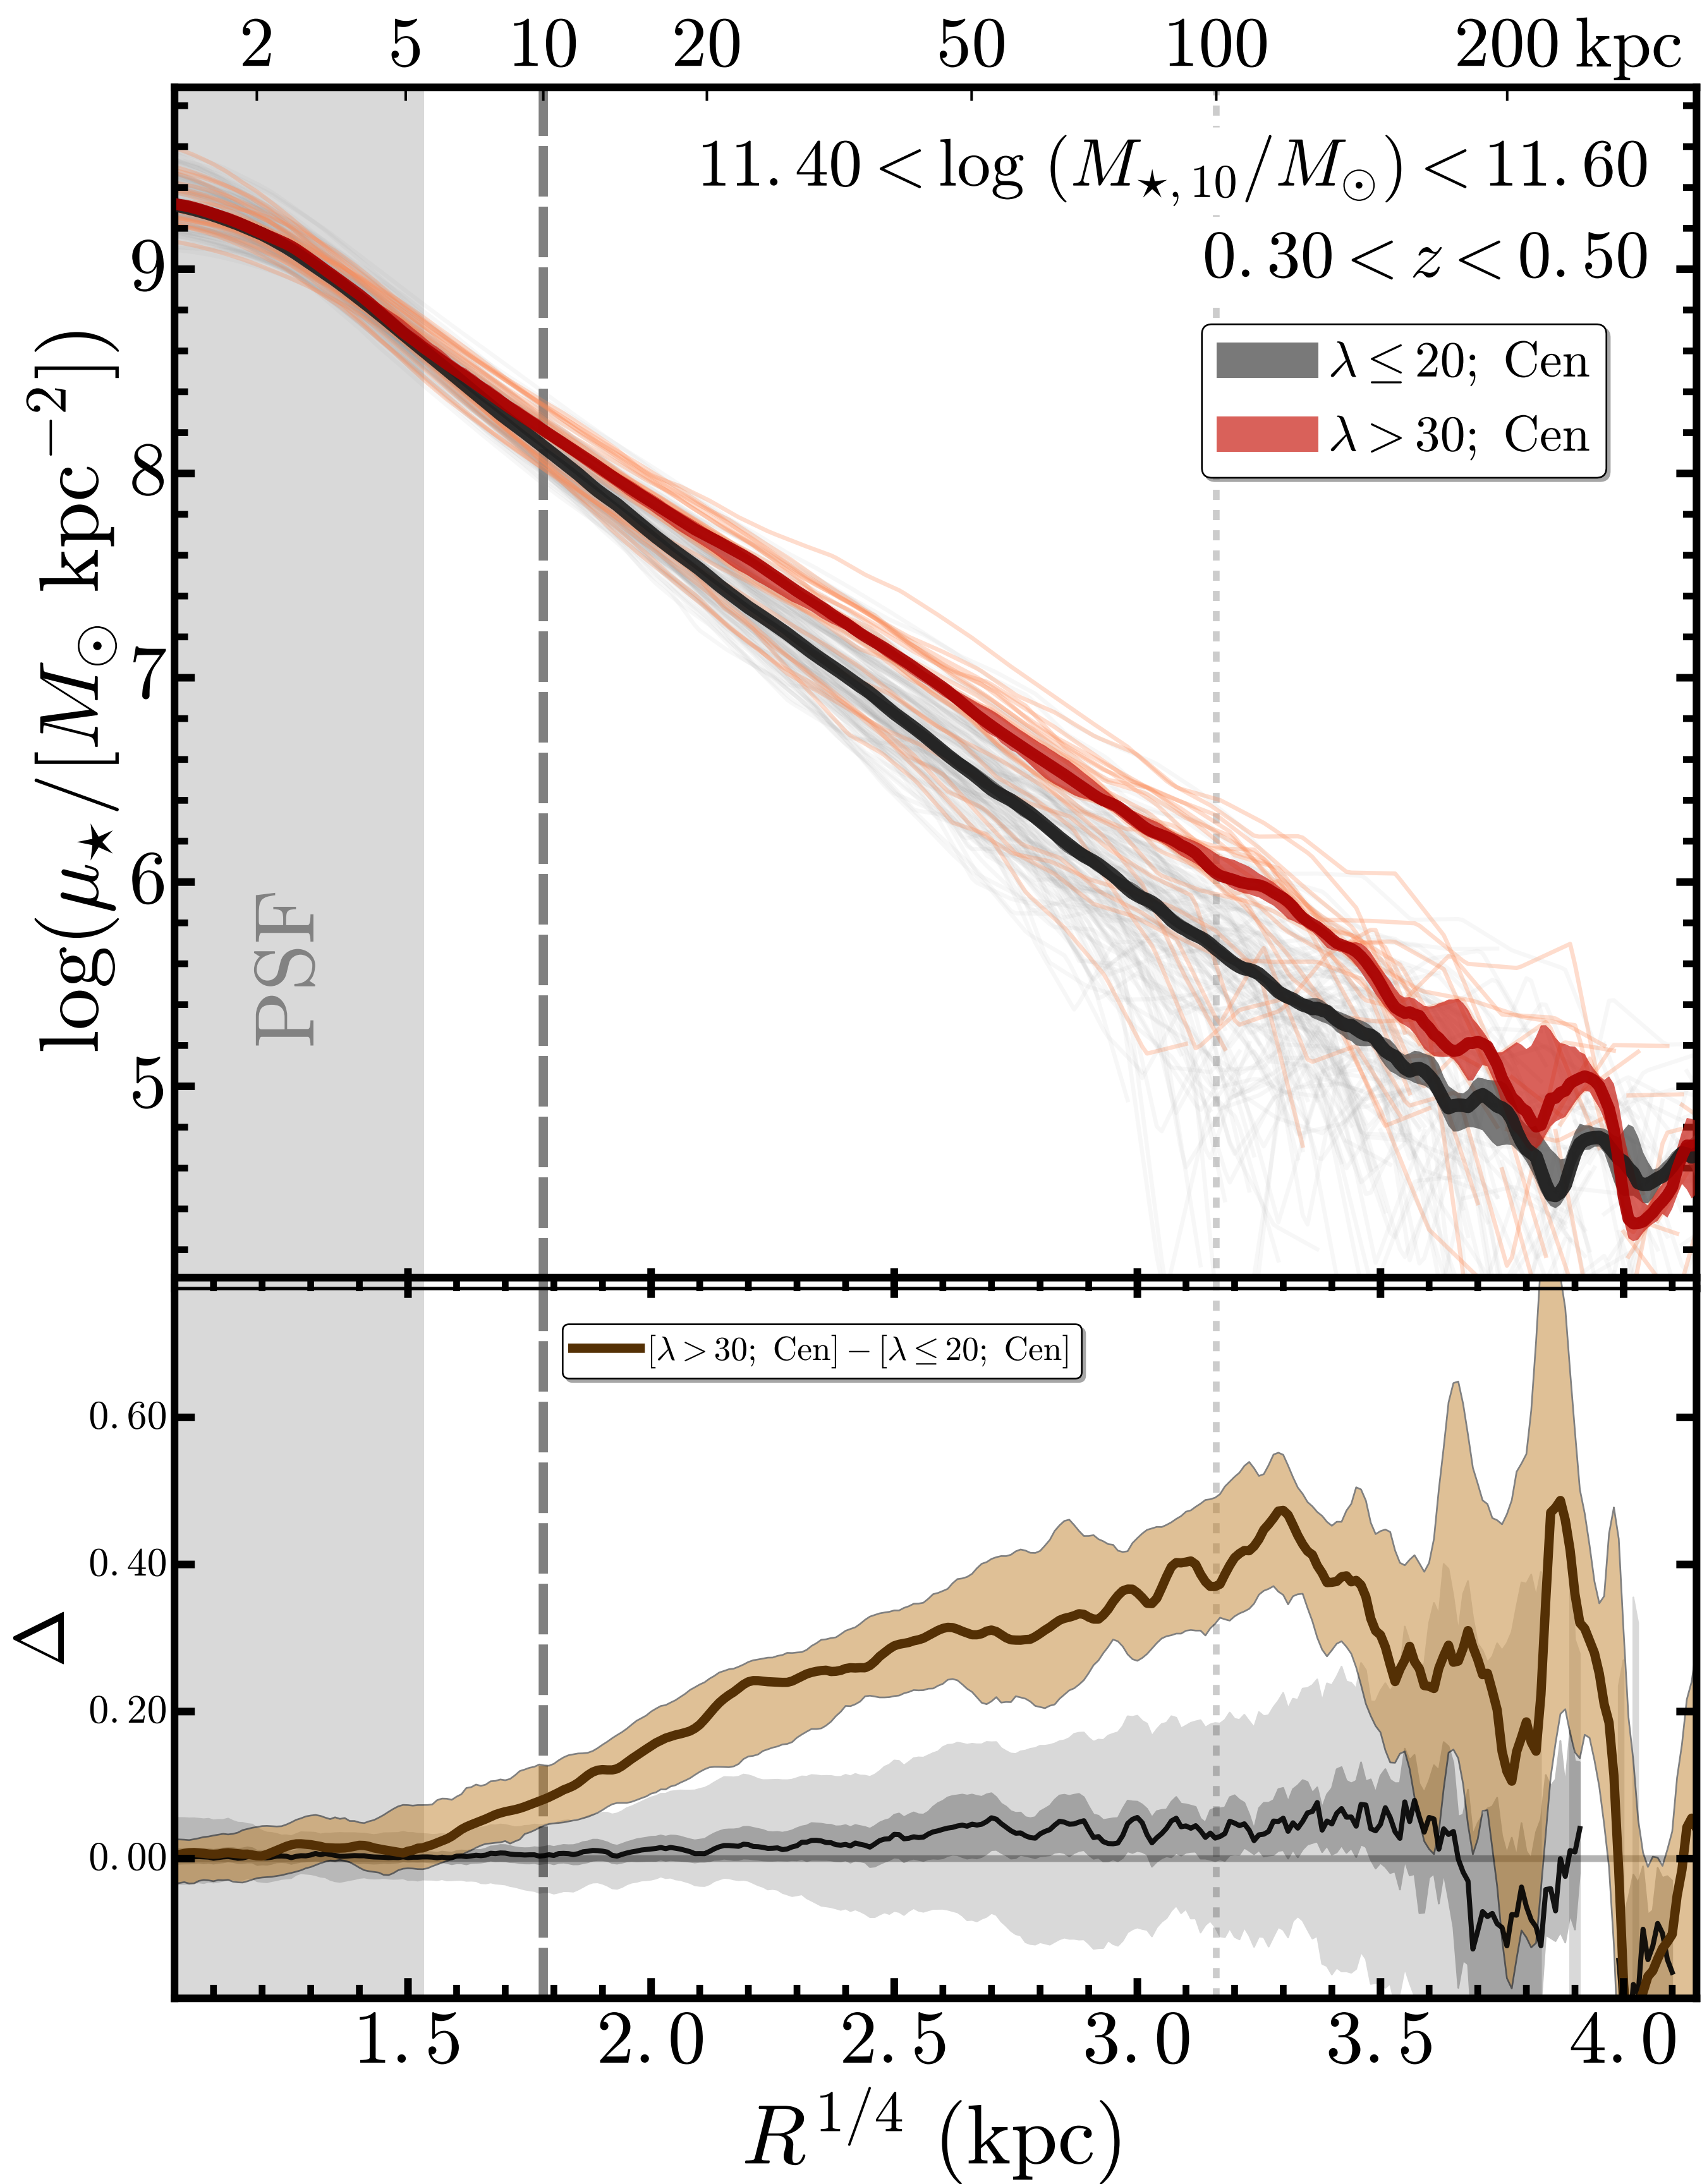 2 5 10 20 50 100 200 kpc
11.40 < log (M★,10/M⊙) < 11.60
0.30 < z < 0.50
λ ≤ 20; Cen
λ > 30; Cen
9
8
7
6
5
log(μ★/[M⊙ kpc⁻²])
PSF
[λ > 30; Cen] − [λ ≤ 20; Cen]
0.60
0.40
0.20
0.00
Δ
1.5 2.0 2.5 3.0 3.5 4.0
R^1/4 (kpc)